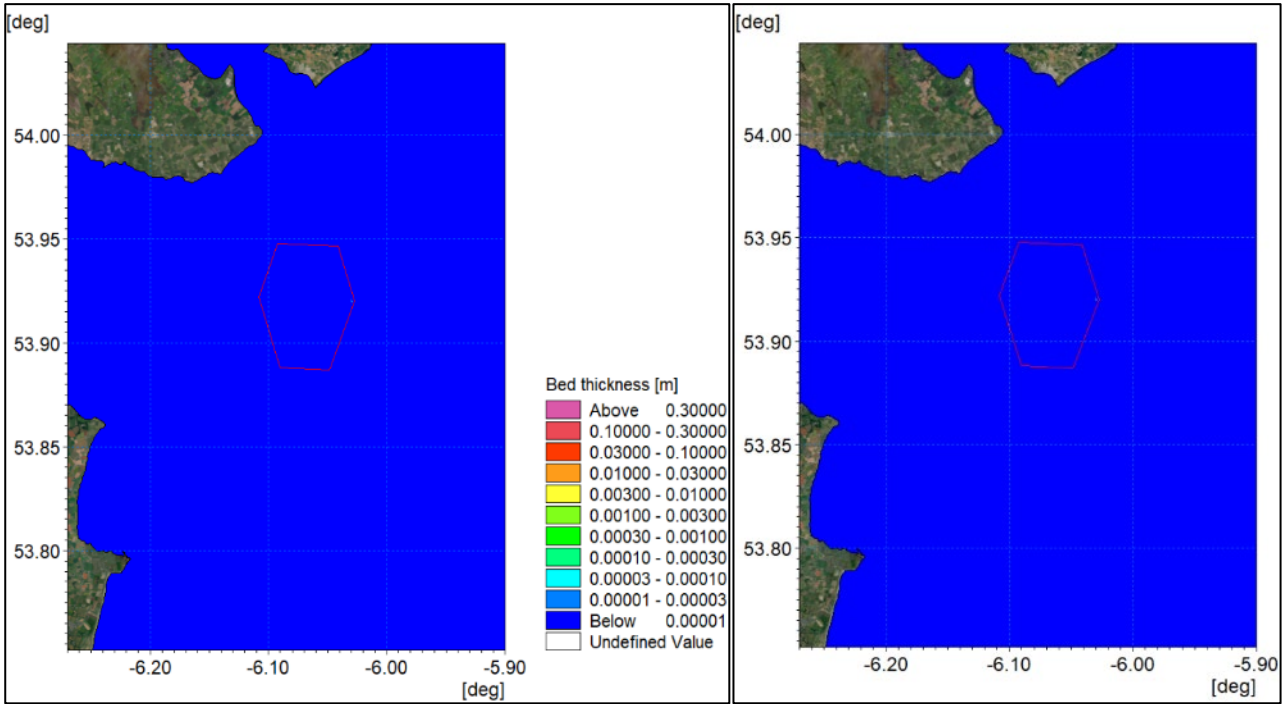 [deg]
54.00
53.95
53.90
53.85
53.80
-6.20 -6.10 -6.00 -5.90
[deg]
Bed thickness [m]
Above 0.30000
0.10000 - 0.30000
0.03000 - 0.10000
0.01000 - 0.03000
0.00300 - 0.01000
0.00100 - 0.00300
0.00030 - 0.00100
0.00010 - 0.00030
0.00003 - 0.00010
0.00001 - 0.00003
Below 0.00001
Undefined Value
[deg]
54.00
53.95
53.90
53.85
53.80
-6.20 -6.10 -6.00 -5.90
[deg]